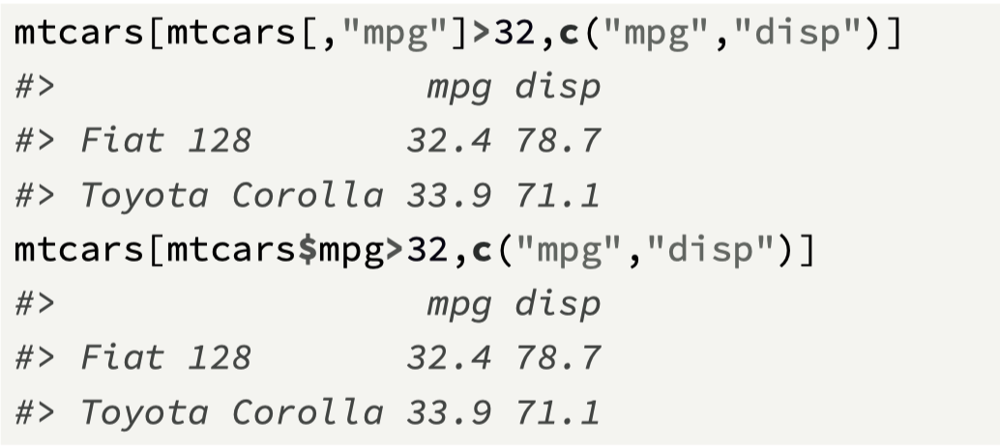 mtcars[mtcars[,"mpg"]>32,c("mpg","disp")]
#>                 mpg disp
#> Fiat 128       32.4 78.7
#> Toyota Corolla 33.9 71.1
mtcars[mtcars$mpg>32,c("mpg","disp")]
#>                 mpg disp
#> Fiat 128       32.4 78.7
#> Toyota Corolla 33.9 71.1